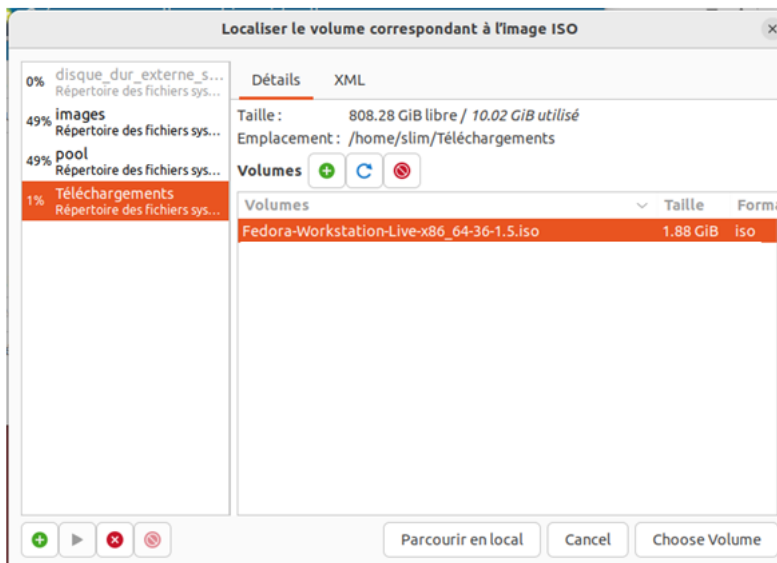 Localiser le volume correspondant à l'image ISO
0% disque_dur_externe_s...
Répertoire des fichiers sys...
49% images
Répertoire des fichiers sys...
49% pool
Répertoire des fichiers sys...
1% Téléchargements
Répertoire des fichiers sys...
Détails XML
Taille : 808.28 GiB libre / 10.02 GiB utilisé
Emplacement : /home/slim/Téléchargements
Volumes
Volumes Taille Forma
Fedora-Workstation-Live-x86_64-36-1.5.iso 1.88 GiB iso
Parcourir en local Cancel Choose Volume